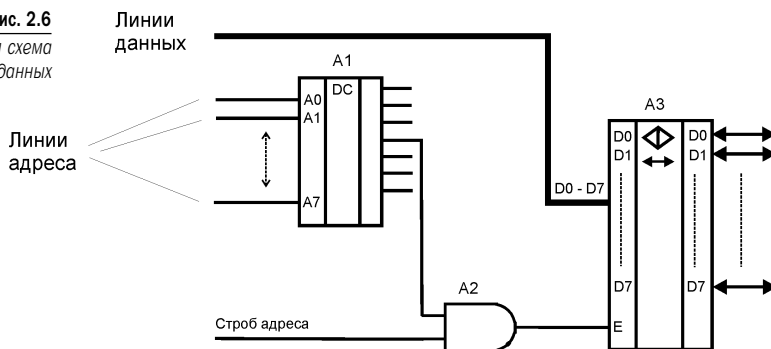 ис. 2.6
схема
данных
Линии
данных
A1
DC
A0
A1
A7
Линии
адреса
A3
D0
D1
D7
E
D0
D1
D7
D0 - D7
A2
Строб адреса